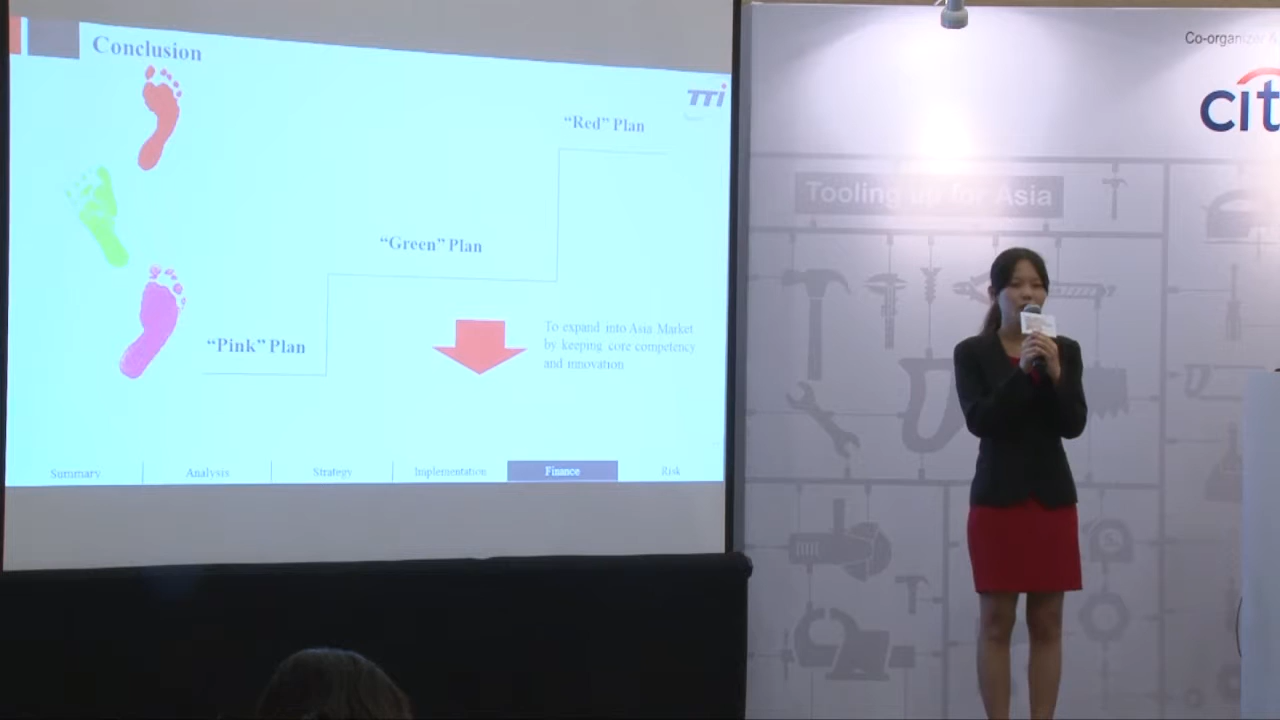 Conclusion
TTI
"Red" Plan
"Green" Plan
"Pink" Plan
To expand into Asia Market
by keeping core competency
and innovation
Summary
Analysis
Strategy
Implementation
Finance
Risk
Co-organizer &
cit
Tooling up for Asia